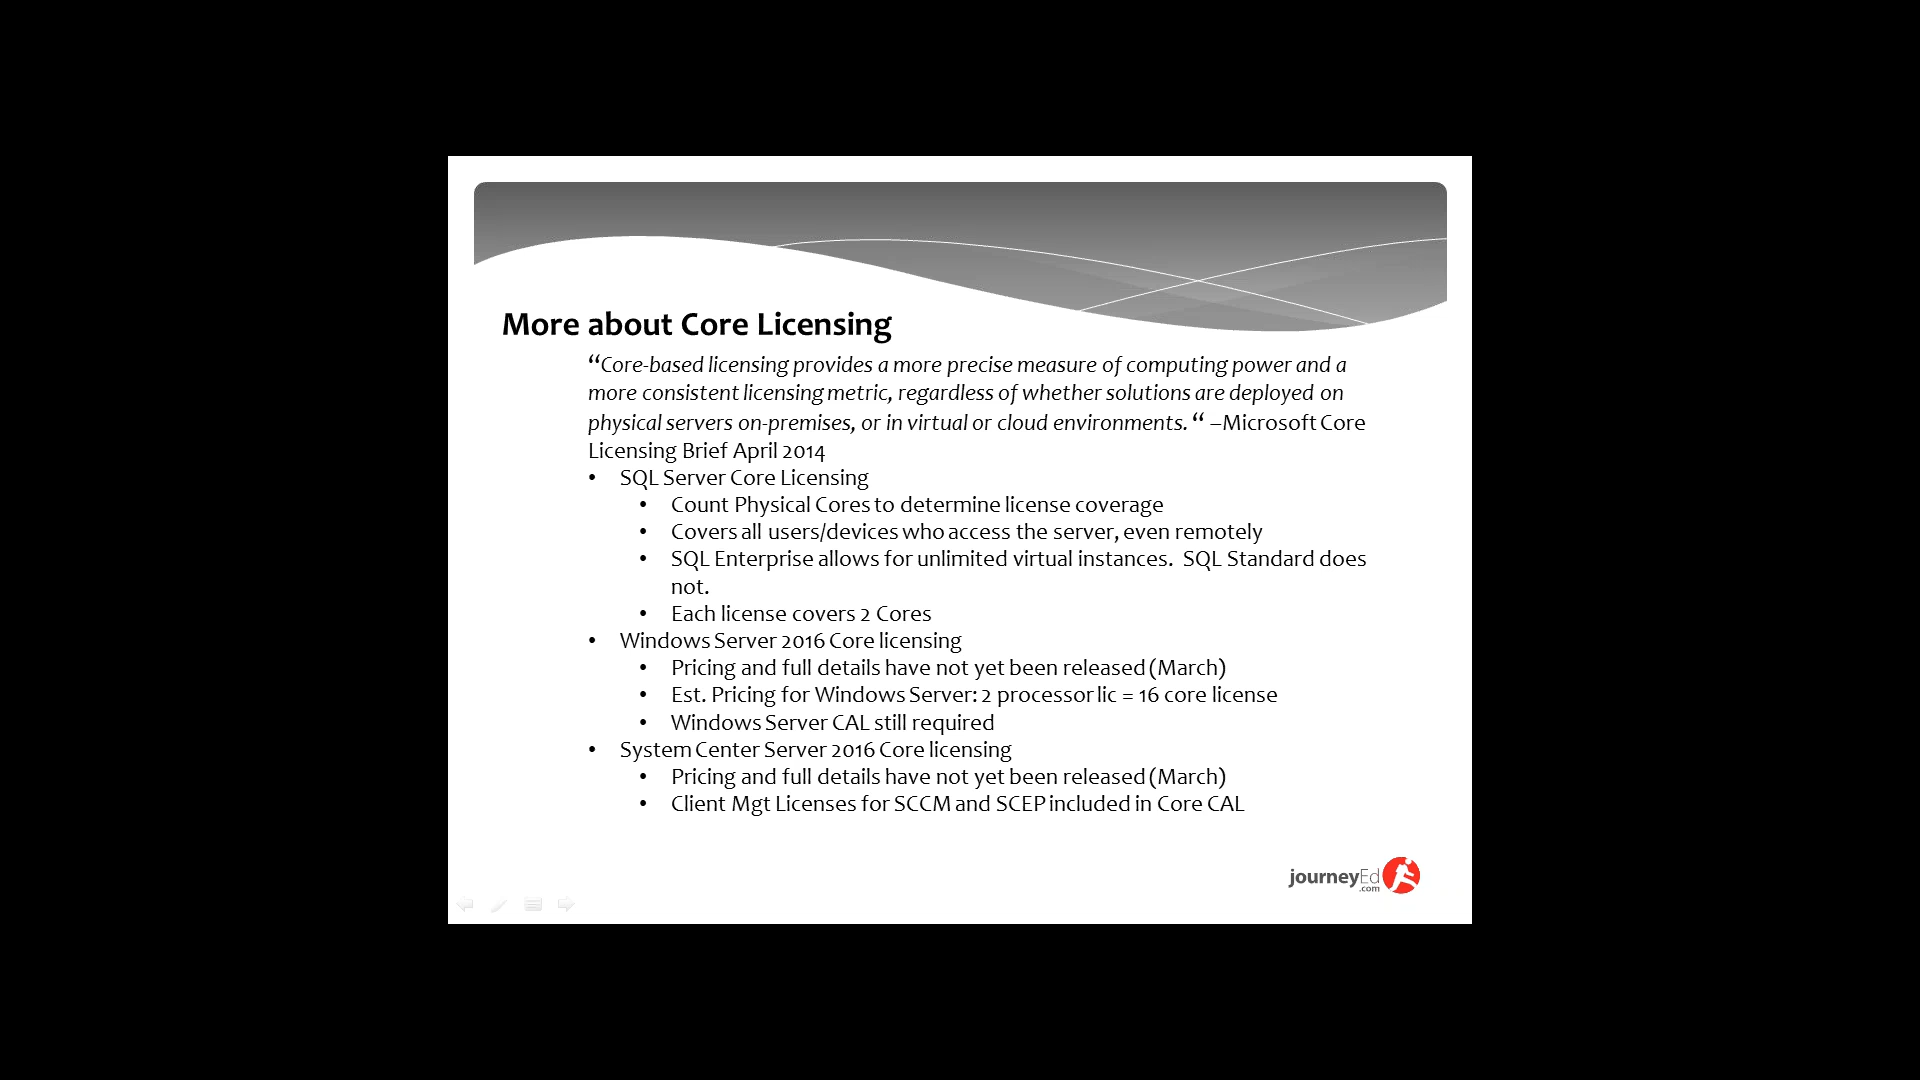 More about Core Licensing
“Core-based licensing provides a more precise measure of computing power and a
more consistent licensing metric, regardless of whether solutions are deployed on
physical servers on-premises, or in virtual or cloud environments. “ –Microsoft Core
Licensing Brief April 2014
• SQL Server Core Licensing
• Count Physical Cores to determine license coverage
• Covers all users/devices who access the server, even remotely
• SQL Enterprise allows for unlimited virtual instances.  SQL Standard does
not.
• Each license covers 2 Cores
• Windows Server 2016 Core licensing
• Pricing and full details have not yet been released (March)
• Est. Pricing for Windows Server: 2 processor lic = 16 core license
• Windows Server CAL still required
• System Center Server 2016 Core licensing
• Pricing and full details have not yet been released (March)
• Client Mgt Licenses for SCCM and SCEP included in Core CAL
journeyEd
.com